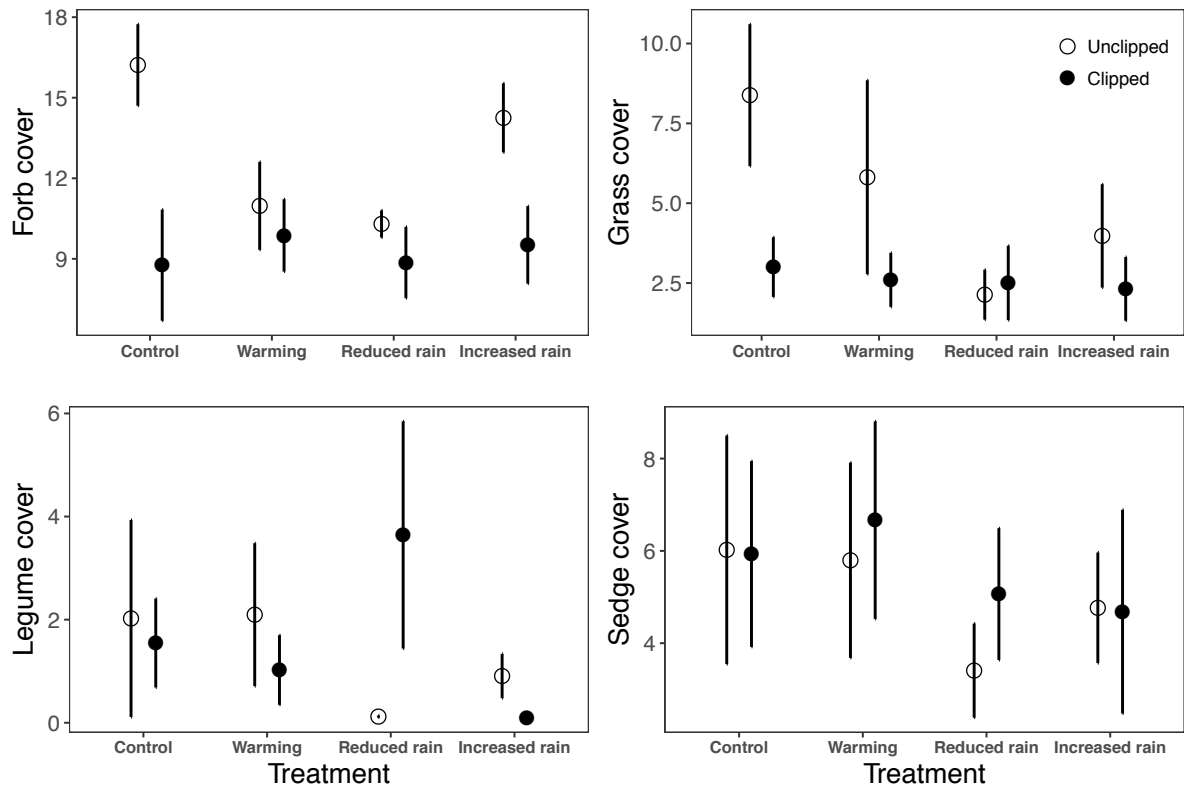 Forb cover
18
15
12
9
Control Warming Reduced rain Increased rain
Grass cover
10.0
7.5
5.0
2.5
Unclipped
Clipped
Control Warming Reduced rain Increased rain
Legume cover
6
4
2
0
Control Warming Reduced rain Increased rain
Treatment
Sedge cover
8
6
4
Control Warming Reduced rain Increased rain
Treatment